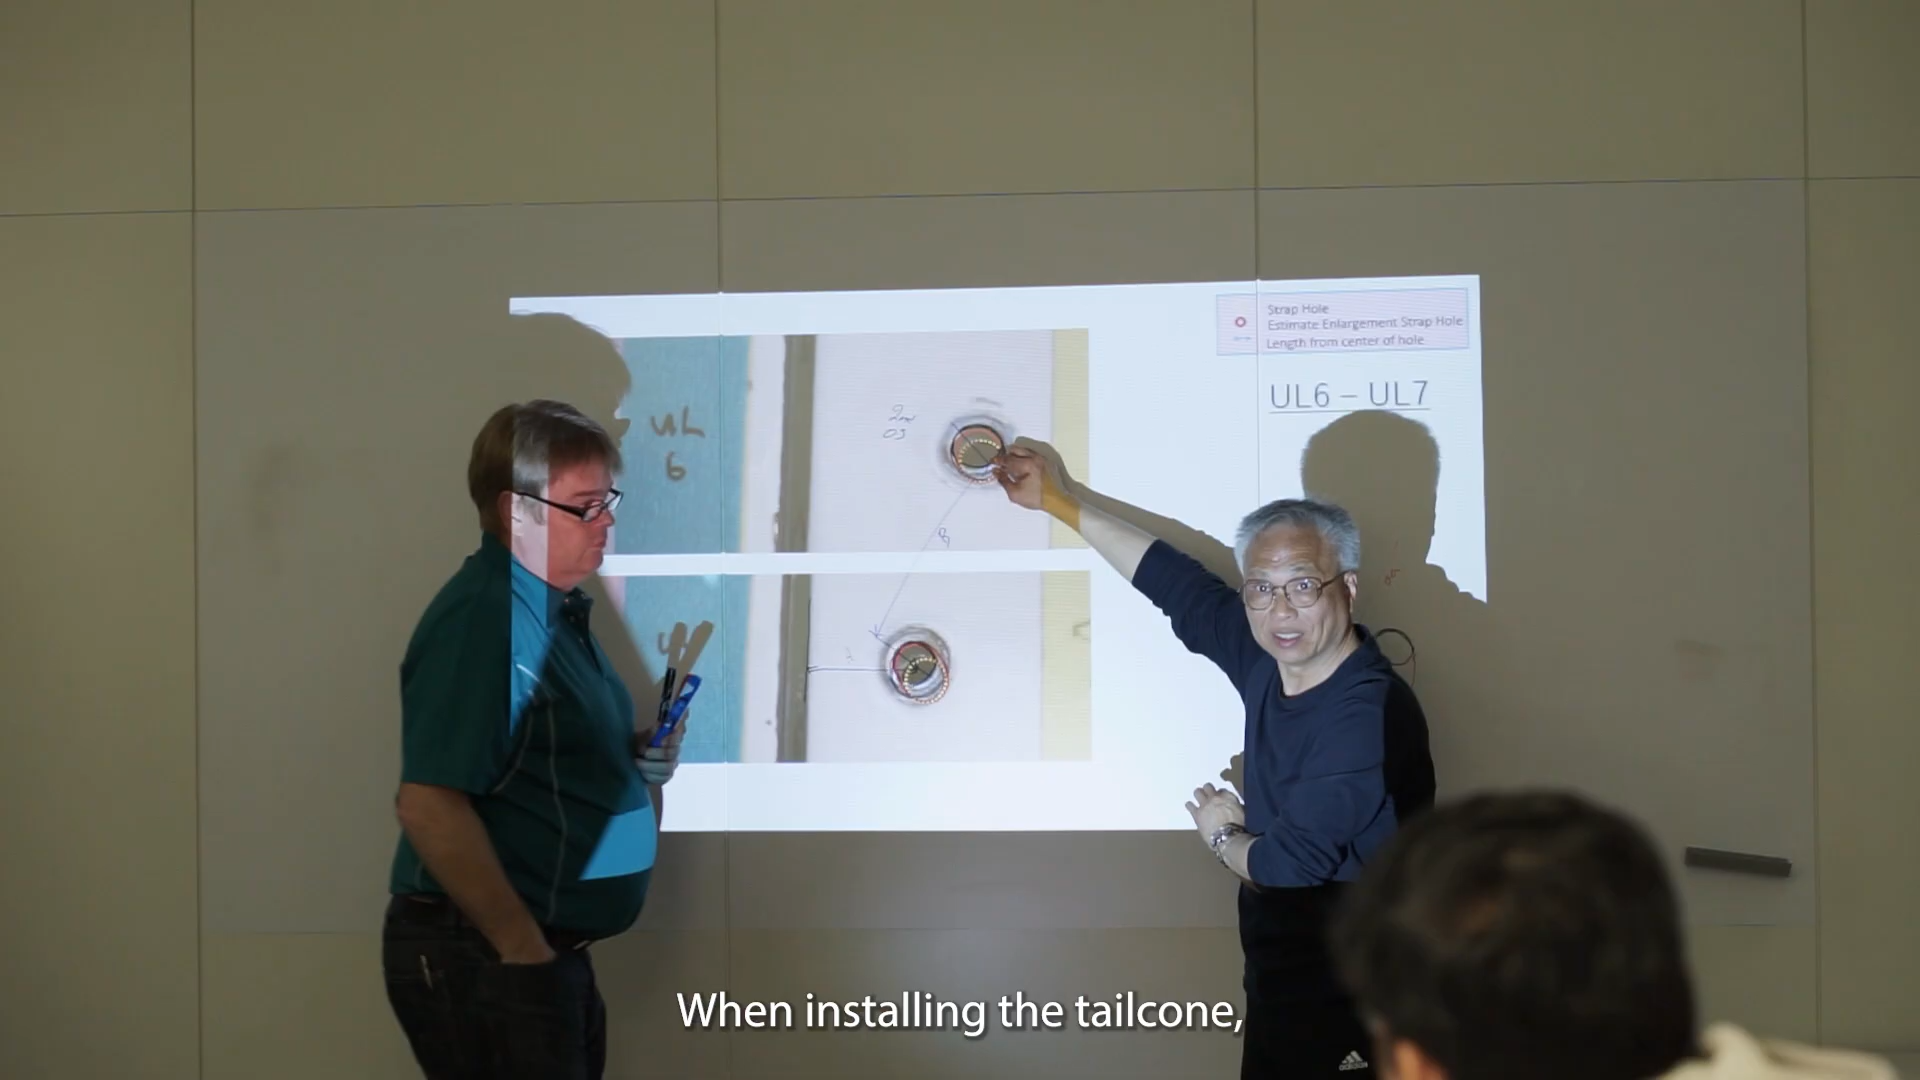 Strap Hole
Estimate Enlargement Strap Hole
Length from center of hole
UL6 – UL7
UL
6
adidas
When installing the tailcone,